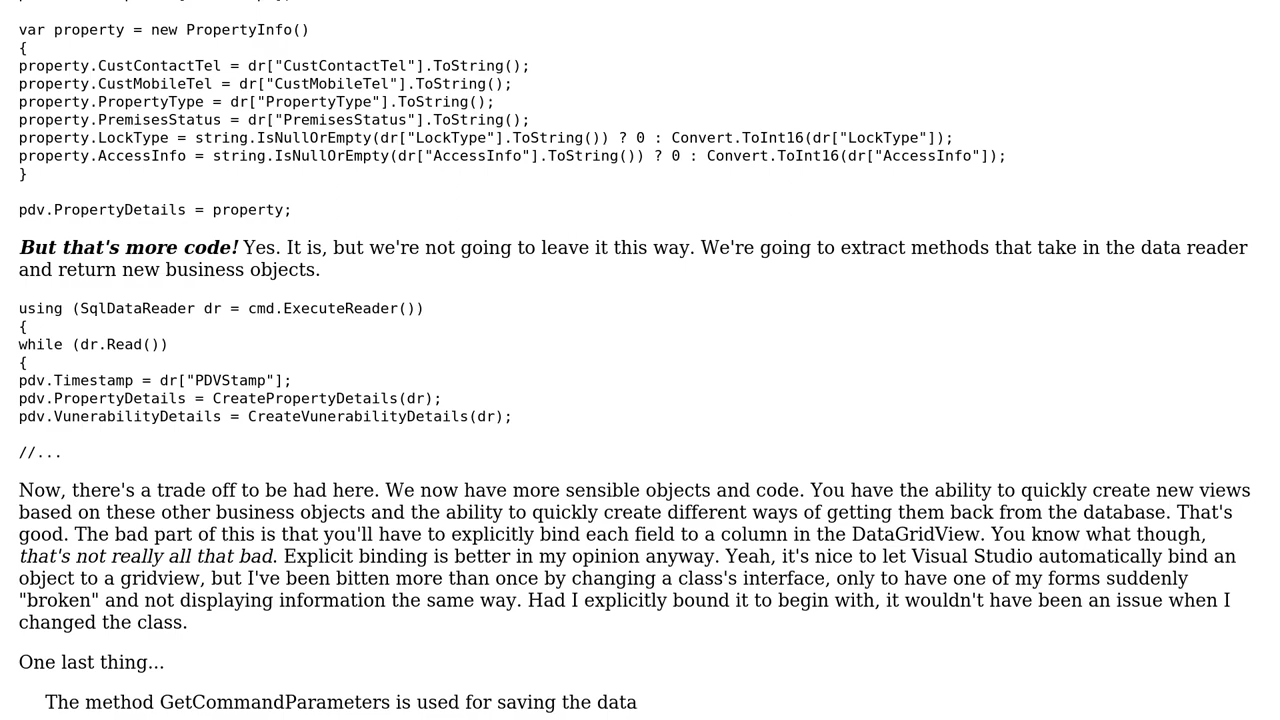 var property = new PropertyInfo()
{
property.CustContactTel = dr["CustContactTel"].ToString();
property.CustMobileTel = dr["CustMobileTel"].ToString();
property.PropertyType = dr["PropertyType"].ToString();
property.PremisesStatus = dr["PremisesStatus"].ToString();
property.LockType = string.IsNullOrEmpty(dr["LockType"].ToString()) ? 0 : Convert.ToInt16(dr["LockType"]);
property.AccessInfo = string.IsNullOrEmpty(dr["AccessInfo"].ToString()) ? 0 : Convert.ToInt16(dr["AccessInfo"]);
}
pdv.PropertyDetails = property;
But that's more code! Yes. It is, but we're not going to leave it this way. We're going to extract methods that take in the data reader
and return new business objects.
using (SqlDataReader dr = cmd.ExecuteReader())
{
while (dr.Read())
{
pdv.Timestamp = dr["PDVStamp"];
pdv.PropertyDetails = CreatePropertyDetails(dr);
pdv.VunerabilityDetails = CreateVunerabilityDetails(dr);
//...
Now, there's a trade off to be had here. We now have more sensible objects and code. You have the ability to quickly create new views
based on these other business objects and the ability to quickly create different ways of getting them back from the database. That's
good. The bad part of this is that you'll have to explicitly bind each field to a column in the DataGridView. You know what though,
that's not really all that bad. Explicit binding is better in my opinion anyway. Yeah, it's nice to let Visual Studio automatically bind an
object to a gridview, but I've been bitten more than once by changing a class's interface, only to have one of my forms suddenly
"broken" and not displaying information the same way. Had I explicitly bound it to begin with, it wouldn't have been an issue when I
changed the class.
One last thing...
The method GetCommandParameters is used for saving the data